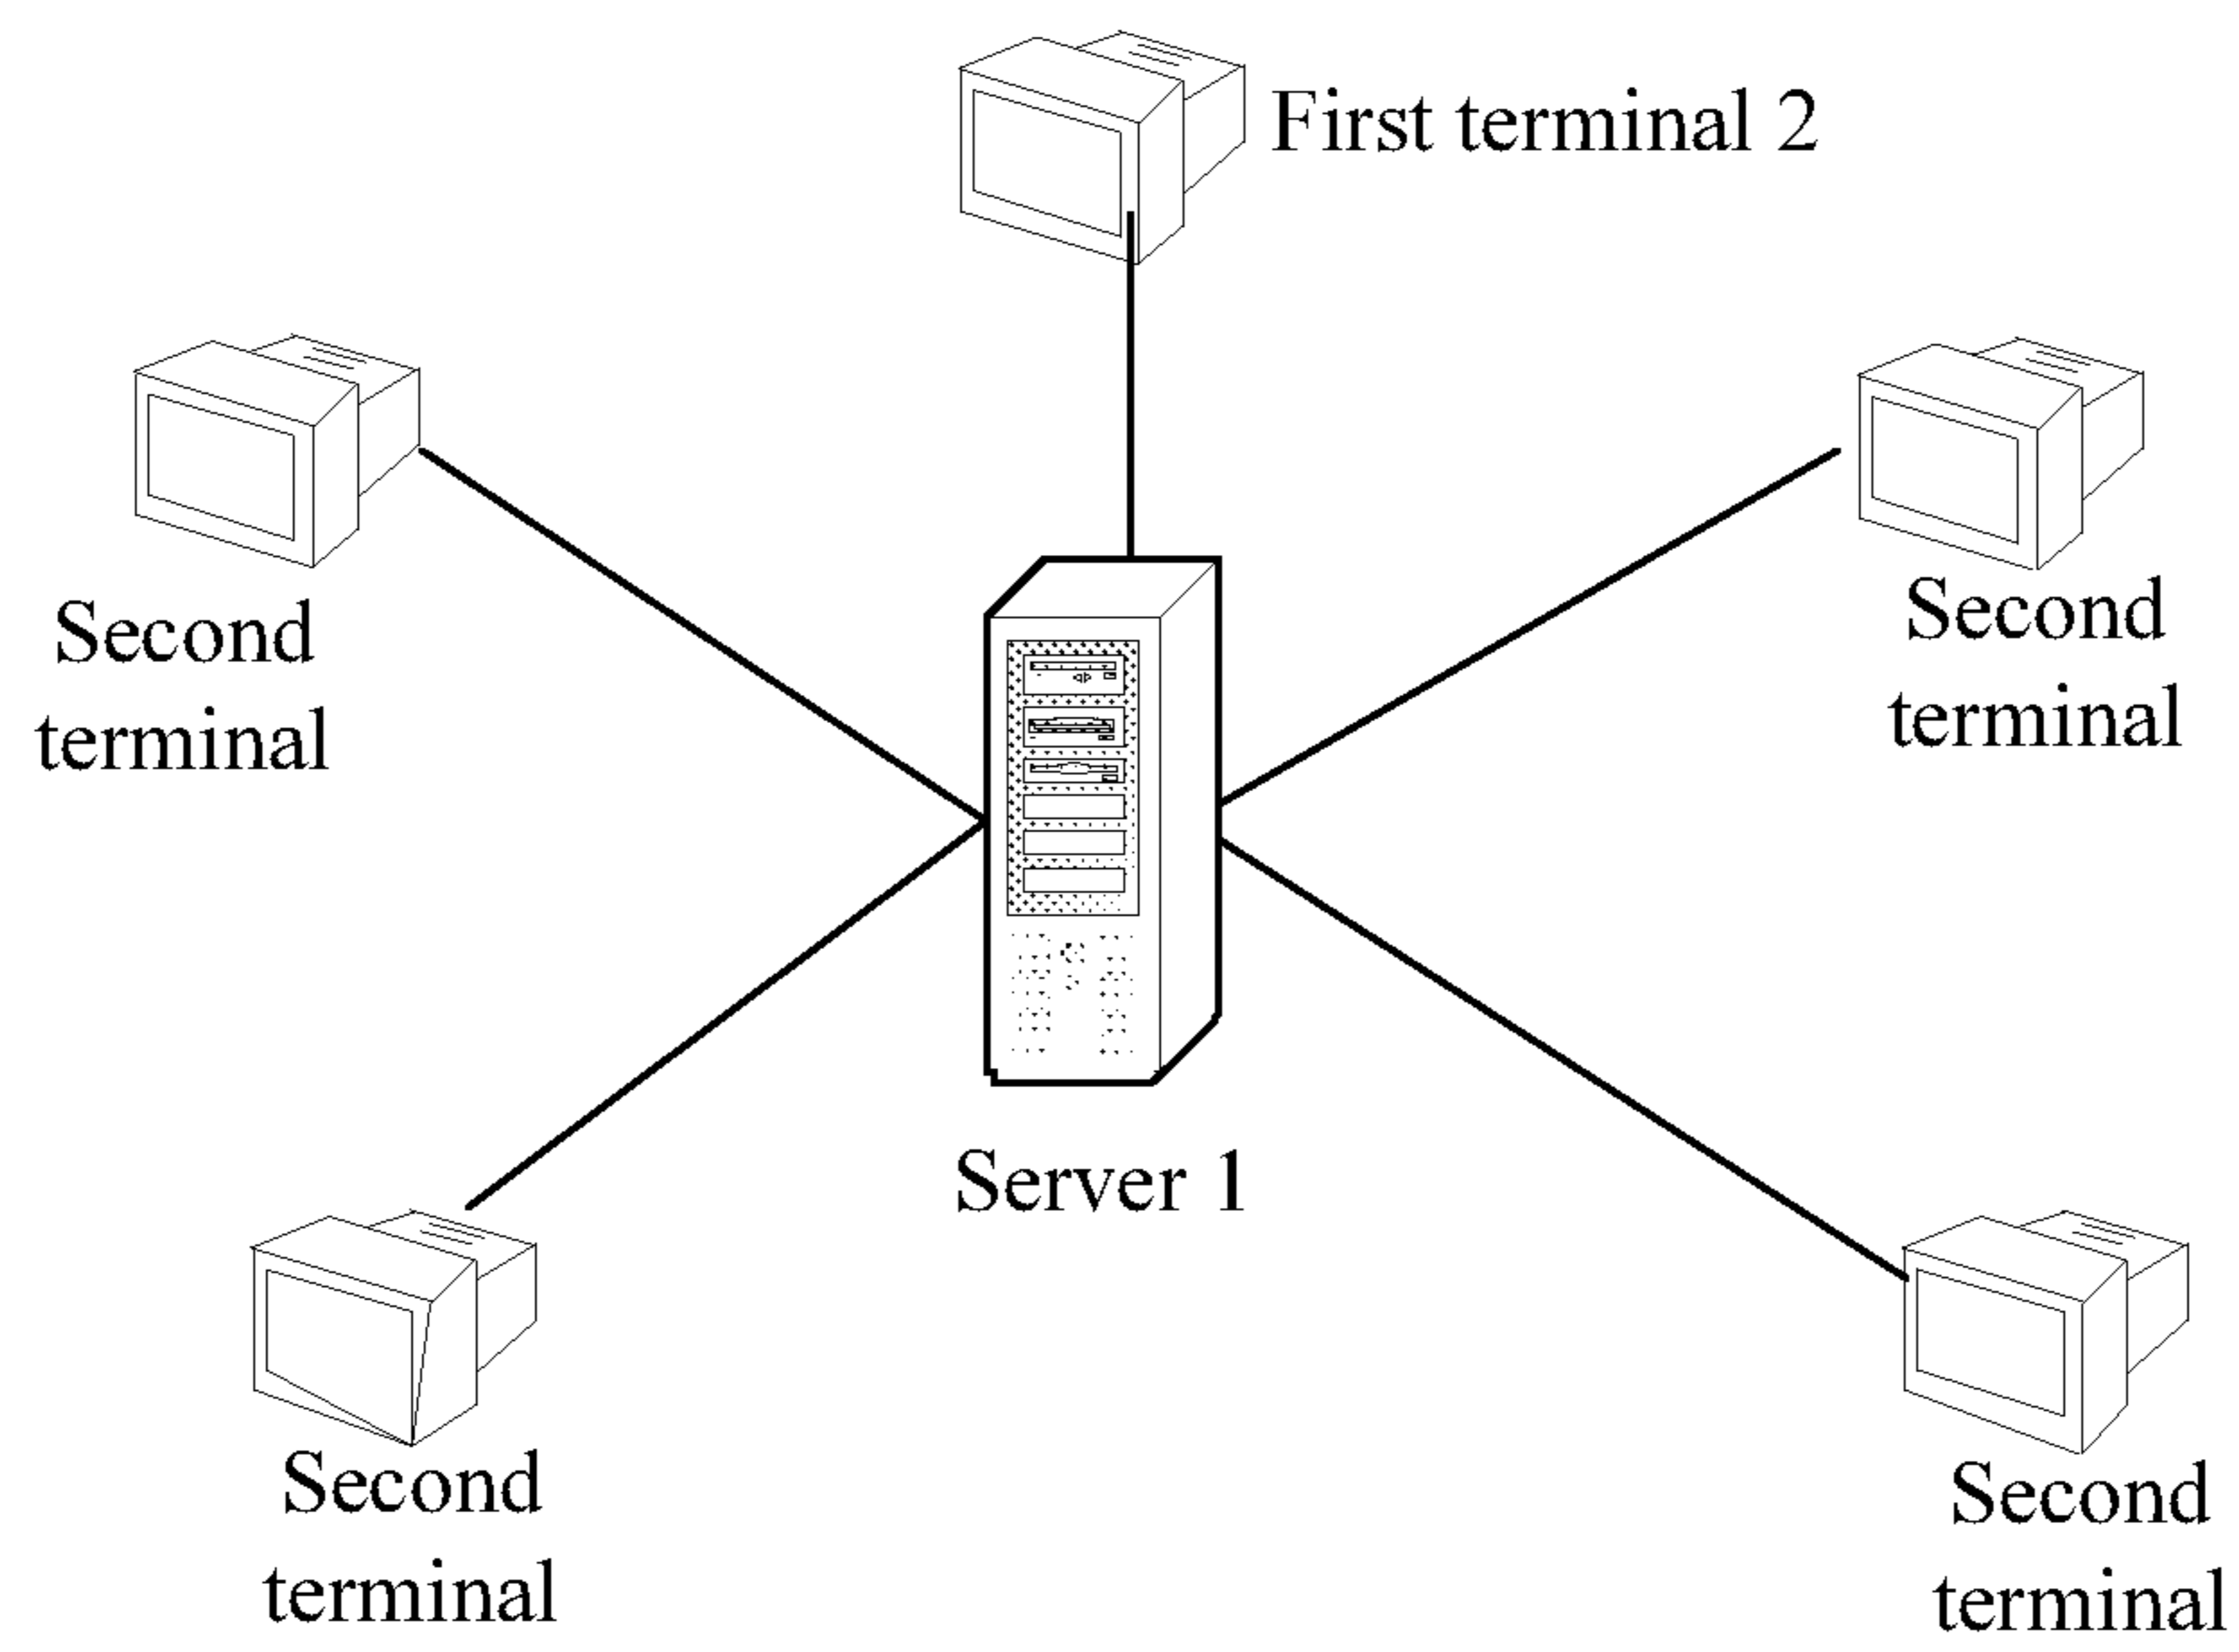 First terminal 2
Second
terminal
Second
terminal
Server 1
Second
terminal
Second
terminal